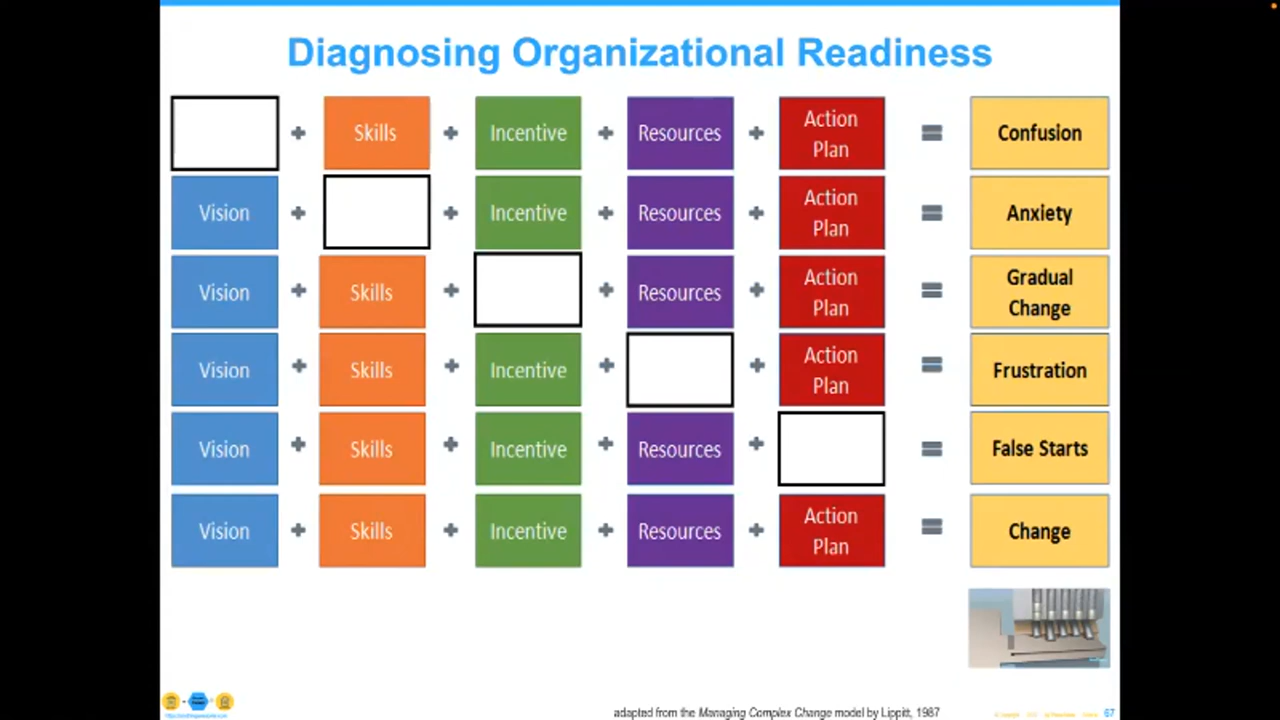 Diagnosing Organizational Readiness
Skills
Incentive
Resources
Action
Plan
Confusion
Vision
Incentive
Resources
Action
Plan
Anxiety
Vision
Skills
Resources
Action
Plan
Gradual
Change
Vision
Skills
Incentive
Action
Plan
Frustration
Vision
Skills
Incentive
Resources
False Starts
Vision
Skills
Incentive
Resources
Action
Plan
Change
adapted from the Managing Complex Change model by Lippitt, 1987
67